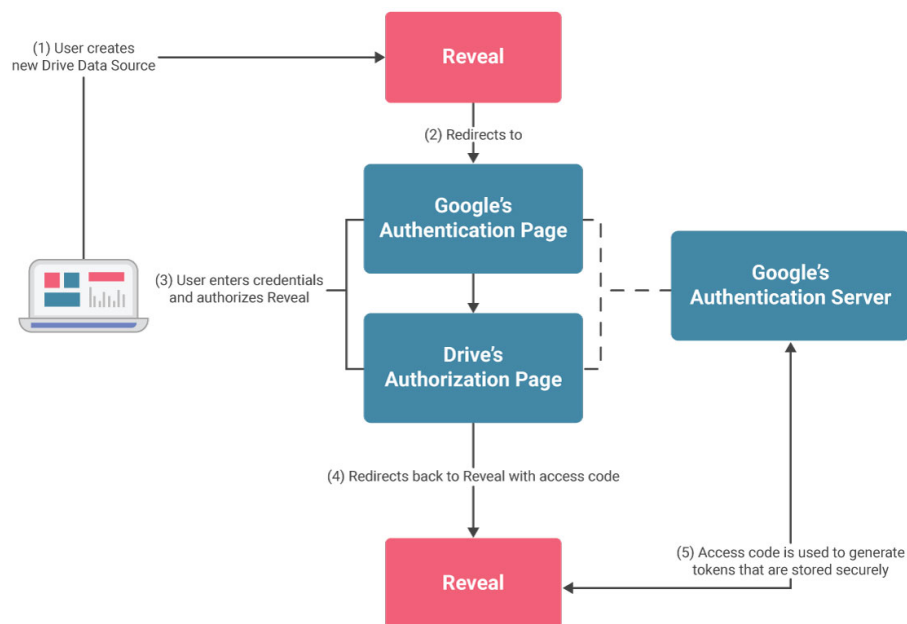 (1) User creates
new Drive Data Source
Reveal
(2) Redirects to
Google's
Authentication Page
(3) User enters credentials
and authorizes Reveal
Google's
Authentication Server
Drive's
Authorization Page
(4) Redirects back to Reveal with access code
(5) Access code is used to generate
tokens that are stored securely
Reveal